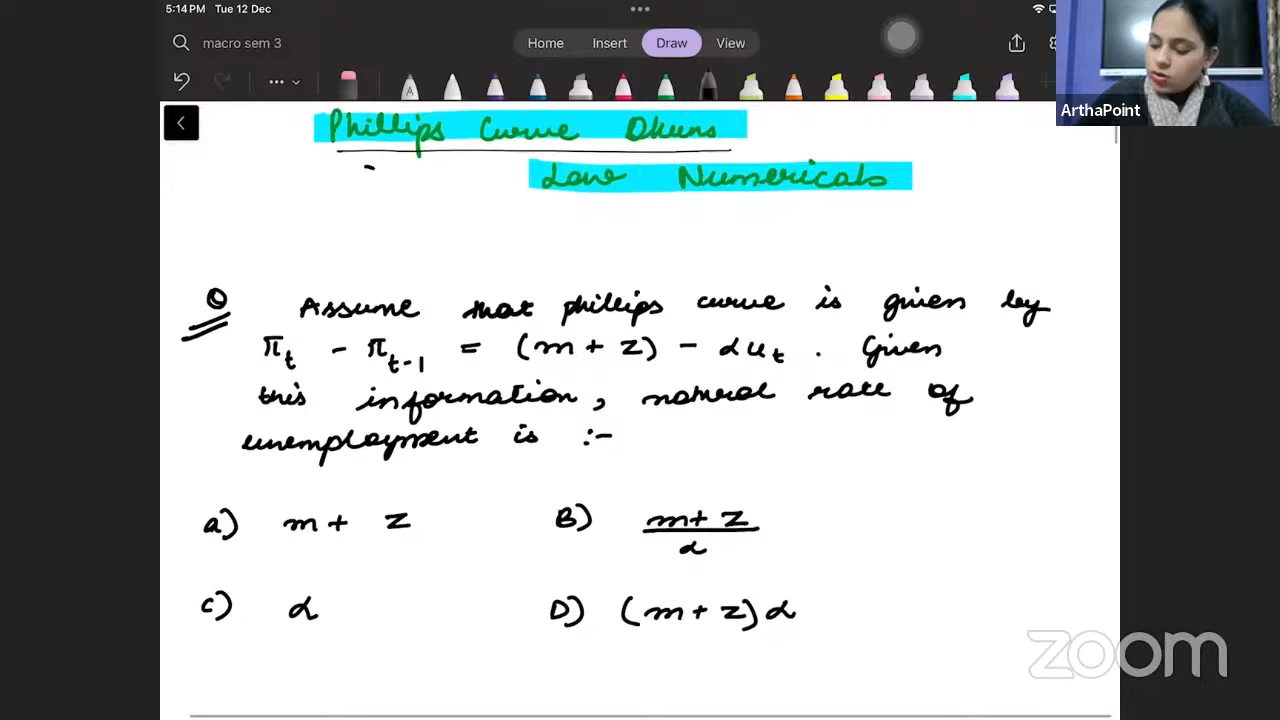 5:14 PM Tue 12 Dec
macro sem 3
Home Insert Draw View
A
ArthaPoint
Phillips Curve Okuns
Law Numericals
Q Assume that phillips curve is given by
πt - πt-1 = (m + z) - αut . Given
this information, natural rate of
unemployment is :-
a) m + z B) m + z / α
c) α D) (m + z) α
zoom